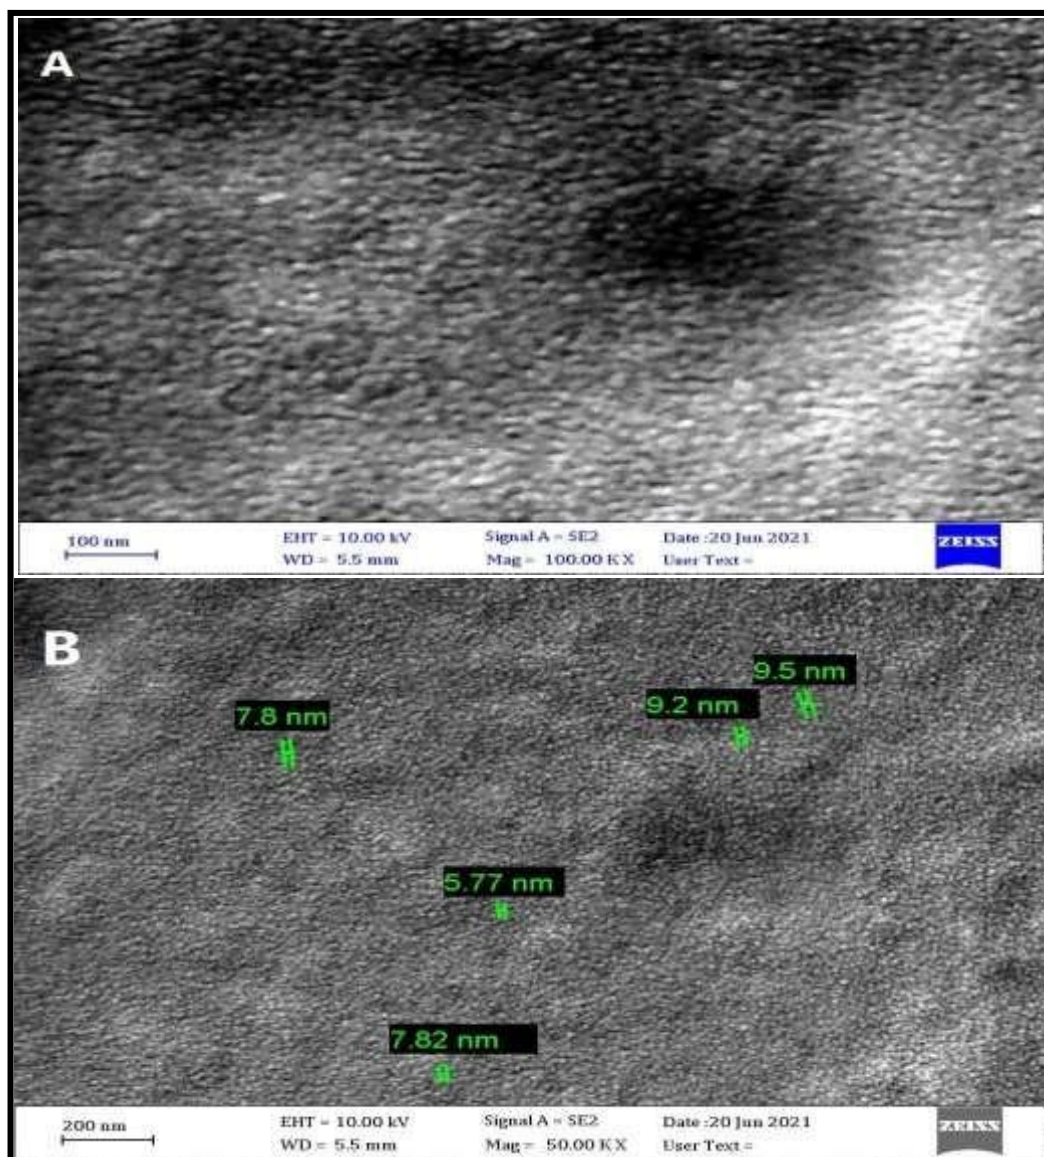 A
100 nm
EHT = 10.00 kV
Signal A = SE2
Date :20 Jun 2021
ZEISS
WD = 5.5 mm
Mag = 100.00 K X
User Text =
B
9.5 nm
9.2 nm
7.8 nm
5.77 nm
7.82 nm
200 nm
EHT = 10.00 kV
Signal A = SE2
Date :20 Jun 2021
ZEISS
WD = 5.5 mm
Mag = 50.00 K X
User Text =